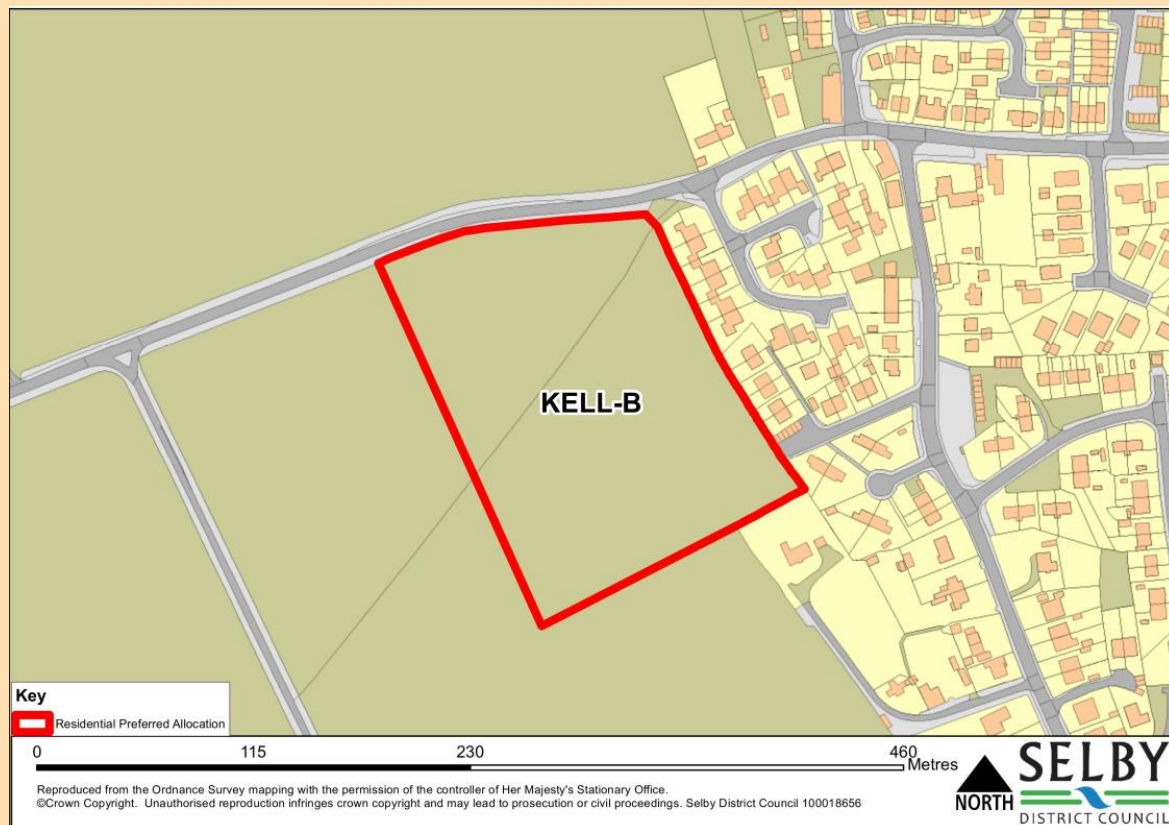 KELL-B
Key
Residential Preferred Allocation
0 115 230 460
Metres
Reproduced from the Ordnance Survey mapping with the permission of the controller of Her Majesty's Stationary Office.
©Crown Copyright. Unauthorised reproduction infringes crown copyright and may lead to prosecution or civil proceedings. Selby District Council 100018656
NORTH
SELBY
DISTRICT COUNCIL